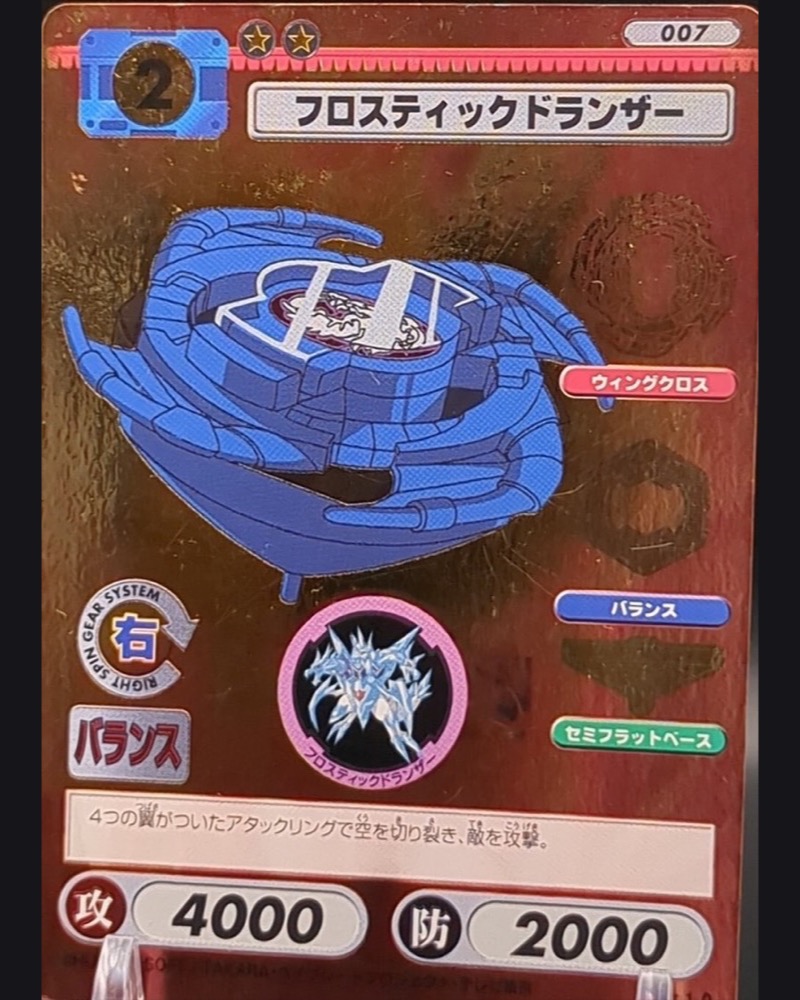 007
2
フロスティックドランザー
ウィングクロス
バランス
セミフラットベース
RIGHT SPIN GEAR SYSTEM
右
バランス
フロスティックドランザー
4つの翼がついたアタックリングで空を切り裂き、敵を攻撃。
攻 4000
防 2000